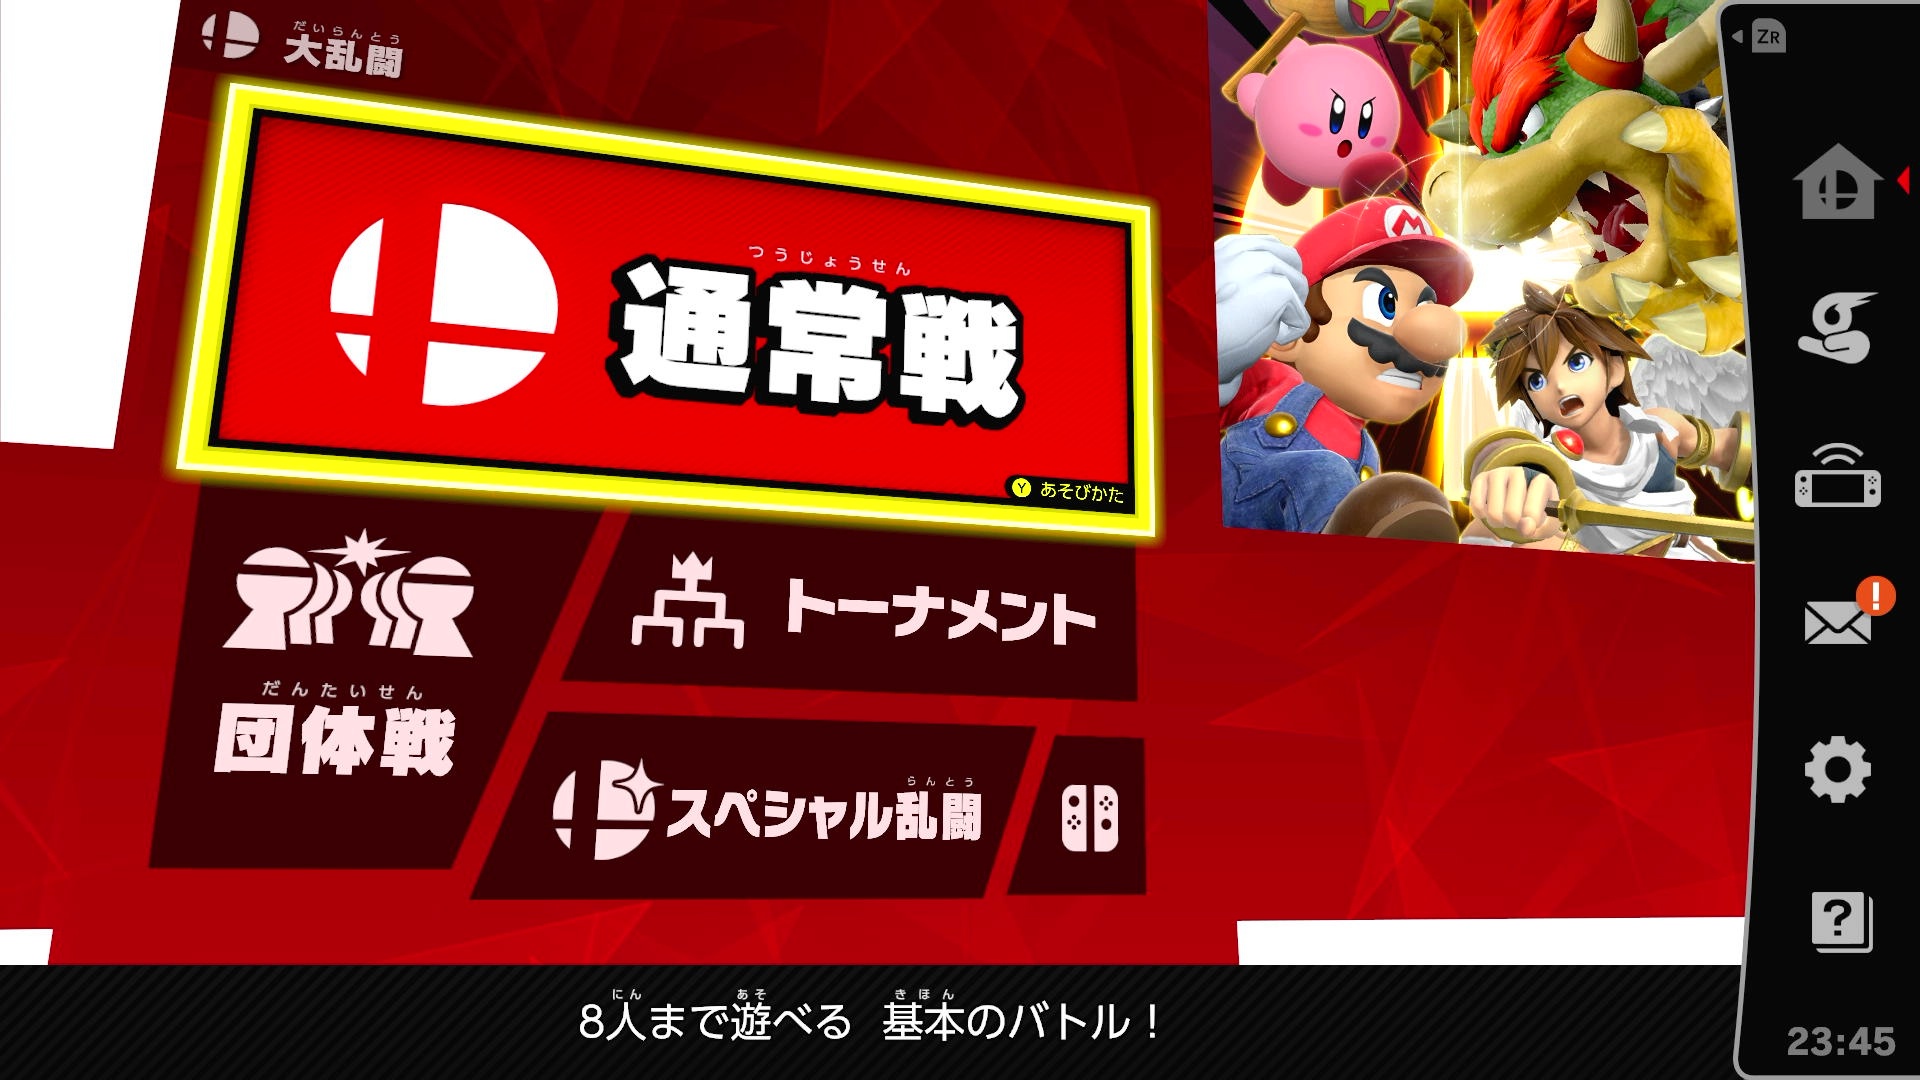 だいらんとう
大乱闘
ZR
つうじょうせん
通常戦
Y あそびかた
だんたいせん
団体戦
トーナメント
らんとう
スペシャル乱闘
!
?
にん あそ きほん
8人まで遊べる 基本のバトル!
23:45